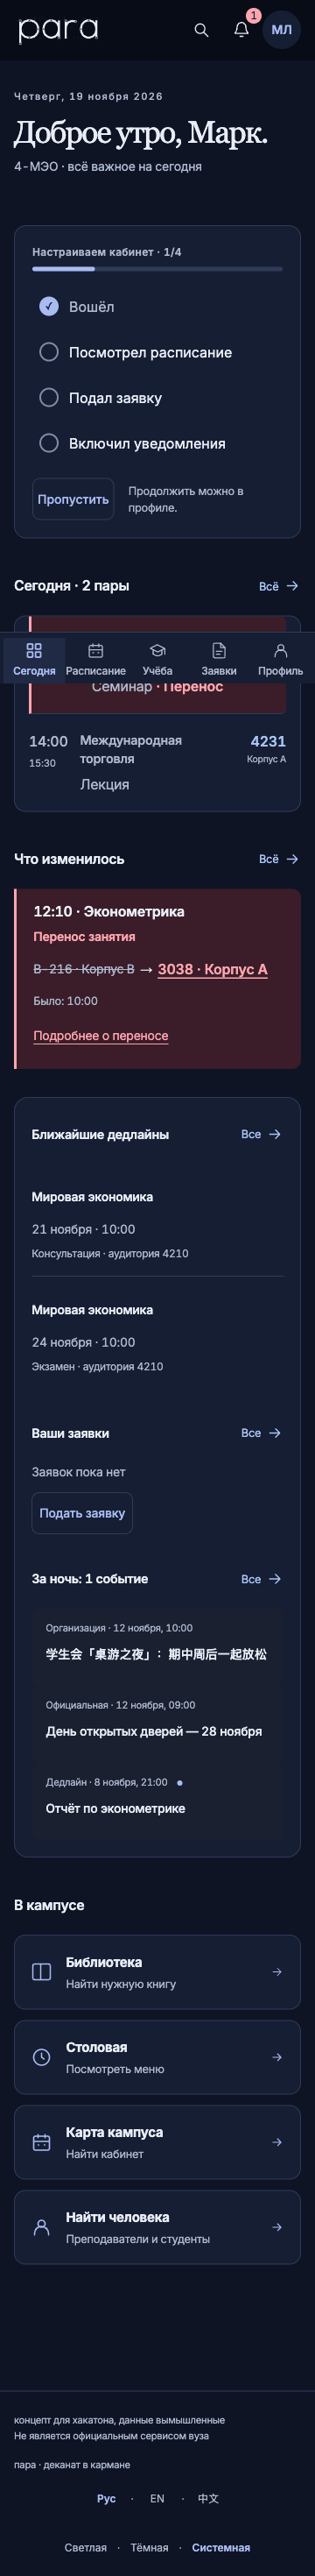 para
1
МЛ
Четверг, 19 ноября 2026
Доброе утро, Марк.
4-МЭО · всё важное на сегодня
Настраиваем кабинет · 1/4
Вошёл
Посмотрел расписание
Подал заявку
Включил уведомления
Пропустить
Продолжить можно в
профиле.
Сегодня · 2 пары
Всё →
Сегодня
Расписание
Учёба
Заявки
Профиль
Семинар · Перенос
14:00
Международная
4231
15:30
торговля
Корпус А
Лекция
Что изменилось
Всё →
12:10 · Эконометрика
Перенос занятия
В-216 · Корпус В → 3038 · Корпус А
Было: 10:00
Подробнее о переносе
Ближайшие дедлайны
Все →
Мировая экономика
21 ноября · 10:00
Консультация · аудитория 4210
Мировая экономика
24 ноября · 10:00
Экзамен · аудитория 4210
Ваши заявки
Все →
Заявок пока нет
Подать заявку
За ночь: 1 событие
Все →
Организация · 12 ноября, 10:00
学生会「桌游之夜」：期中周后一起放松
Официальная · 12 ноября, 09:00
День открытых дверей — 28 ноября
Дедлайн · 8 ноября, 21:00
Отчёт по эконометрике
В кампусе
Библиотека
Найти нужную книгу
Столовая
Посмотреть меню
Карта кампуса
Найти кабинет
Найти человека
Преподаватели и студенты
концепт для хакатона, данные вымышленные
Не является официальным сервисом вуза
пара · деканат в кармане
Рус · EN · 中文
Светлая · Тёмная · Системная